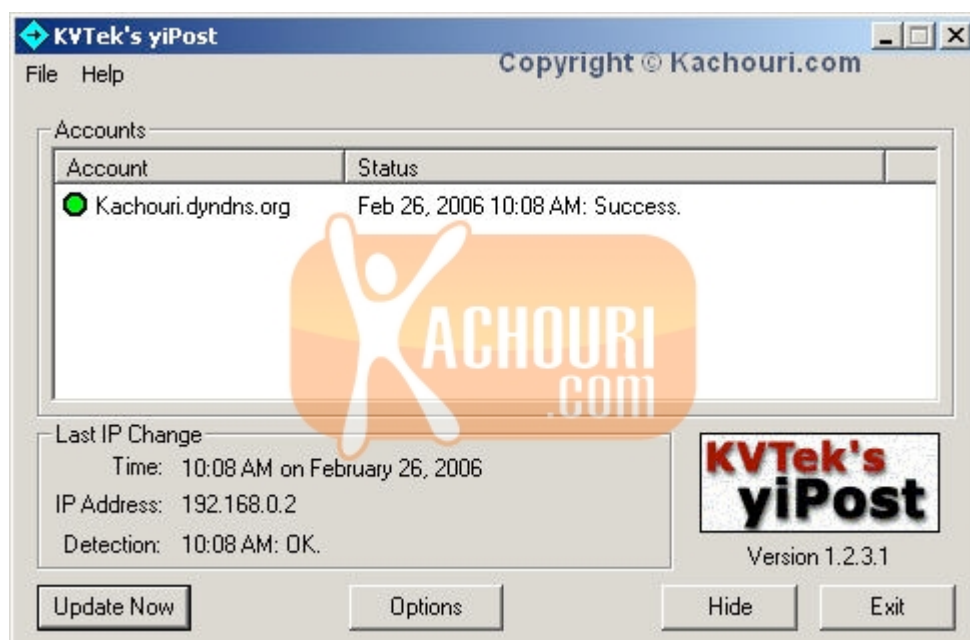 KVTek's yiPost
Copyright © Kachouri.com
File Help
Accounts
Account Status
Kachouri.dyndns.org Feb 26, 2006 10:08 AM: Success.
KACHOURI
.com
Last IP Change
Time: 10:08 AM on February 26, 2006
IP Address: 192.168.0.2
Detection: 10:08 AM: OK.
KVTek's
yiPost
Version 1.2.3.1
Update Now Options Hide Exit